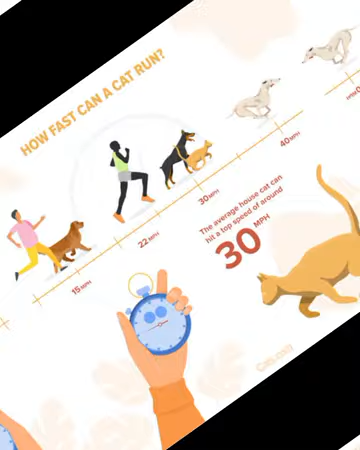 HOW FAST CAN A CAT RUN?
15 MPH
22 MPH
30 MPH
40 MPH
The average house cat can
hit a top speed of around
30 MPH